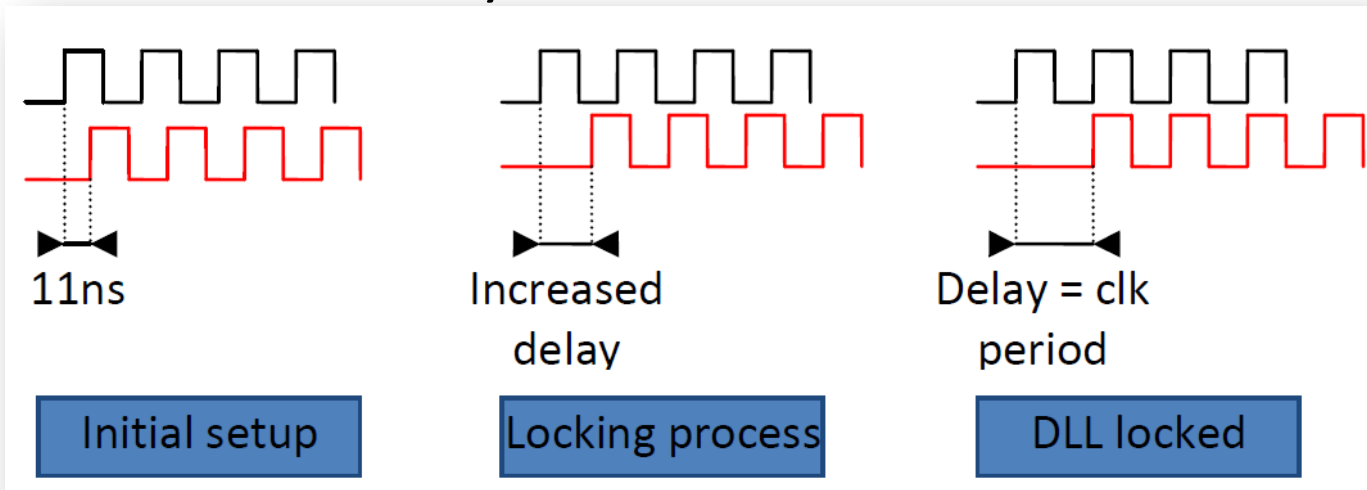 11ns
Increased
delay
Delay = clk
period
Initial setup
Locking process
DLL locked